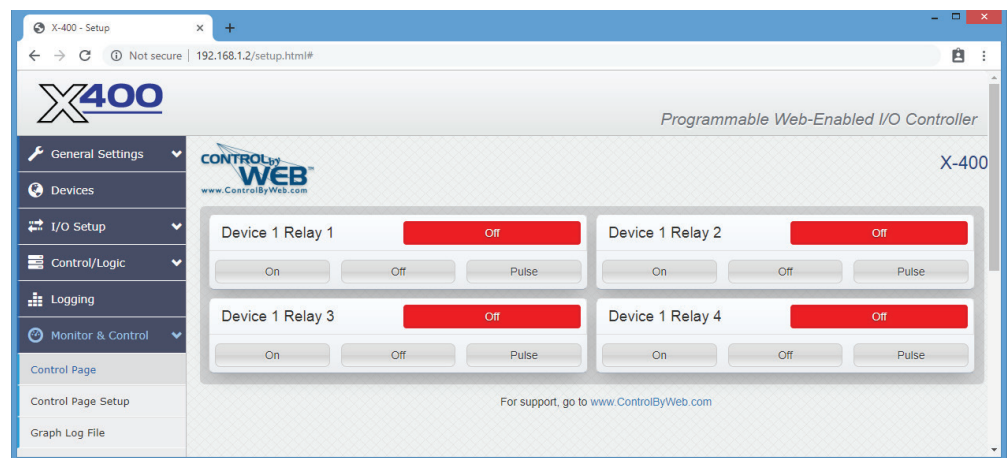 X-400 - Setup
Not secure | 192.168.1.2/setup.html#
X400
Programmable Web-Enabled I/O Controller
General Settings
Devices
I/O Setup
Control/Logic
Logging
Monitor & Control
Control Page
Control Page Setup
Graph Log File
CONTROL by
WEB™
www.ControlByWeb.com
X-400
Device 1 Relay 1
Off
On
Off
Pulse
Device 1 Relay 2
Off
On
Off
Pulse
Device 1 Relay 3
Off
On
Off
Pulse
Device 1 Relay 4
Off
On
Off
Pulse
For support, go to www.ControlByWeb.com